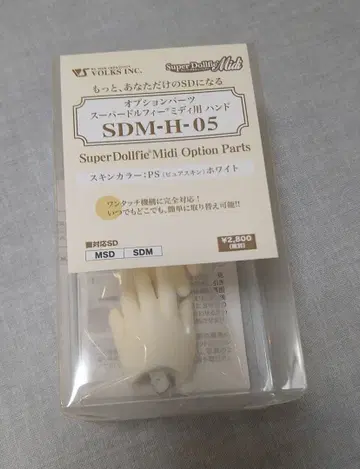 VOLKS INC.
Super Dollfie® Midi
もっと、あなただけのSDになる
オプションパーツ
スーパードルフィー®ミディ用 ハンド
SDM-H-05
Super Dollfie® Midi Option Parts
スキンカラー:PS(ピュアスキン)ホワイト
ワンタッチ機構に完全対応!
いつでもどこでも、簡単に取り替え可能!!
■対応SD
MSD SDM
¥2,800
(税別)